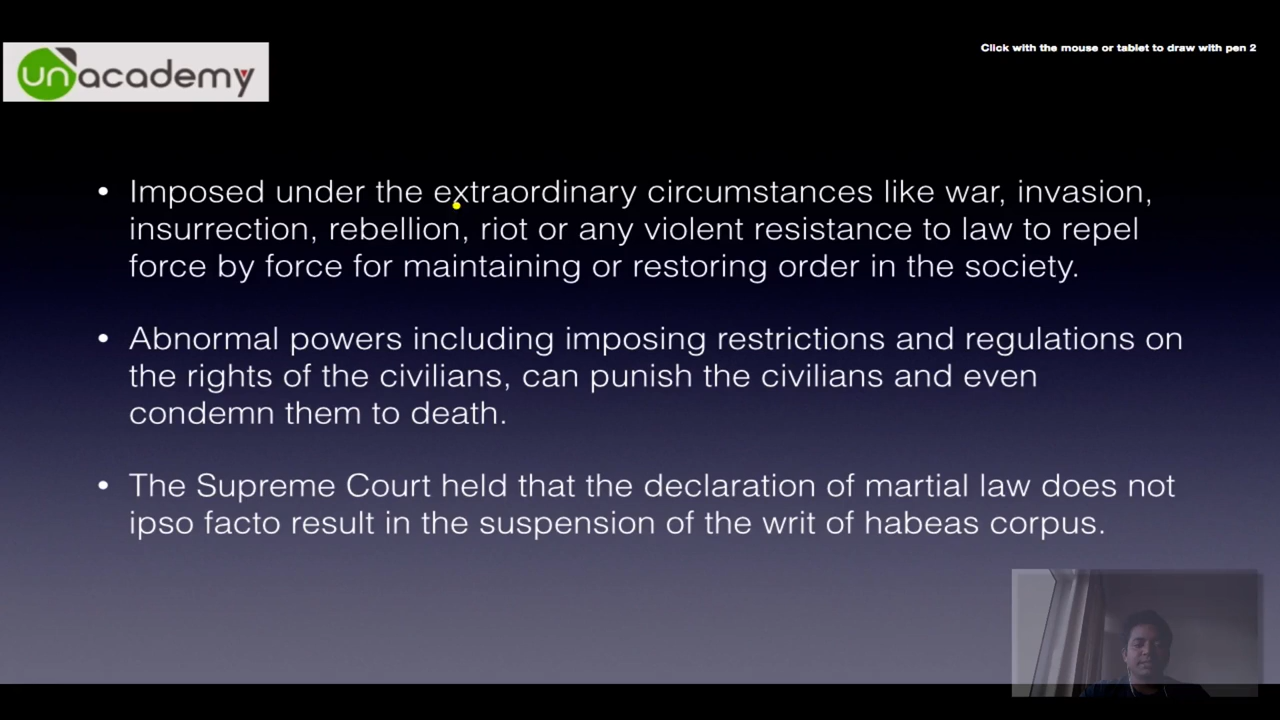 unacademy
Click with the mouse or tablet to draw with pen 2
• Imposed under the extraordinary circumstances like war, invasion,
insurrection, rebellion, riot or any violent resistance to law to repel
force by force for maintaining or restoring order in the society.
• Abnormal powers including imposing restrictions and regulations on
the rights of the civilians, can punish the civilians and even
condemn them to death.
• The Supreme Court held that the declaration of martial law does not
ipso facto result in the suspension of the writ of habeas corpus.